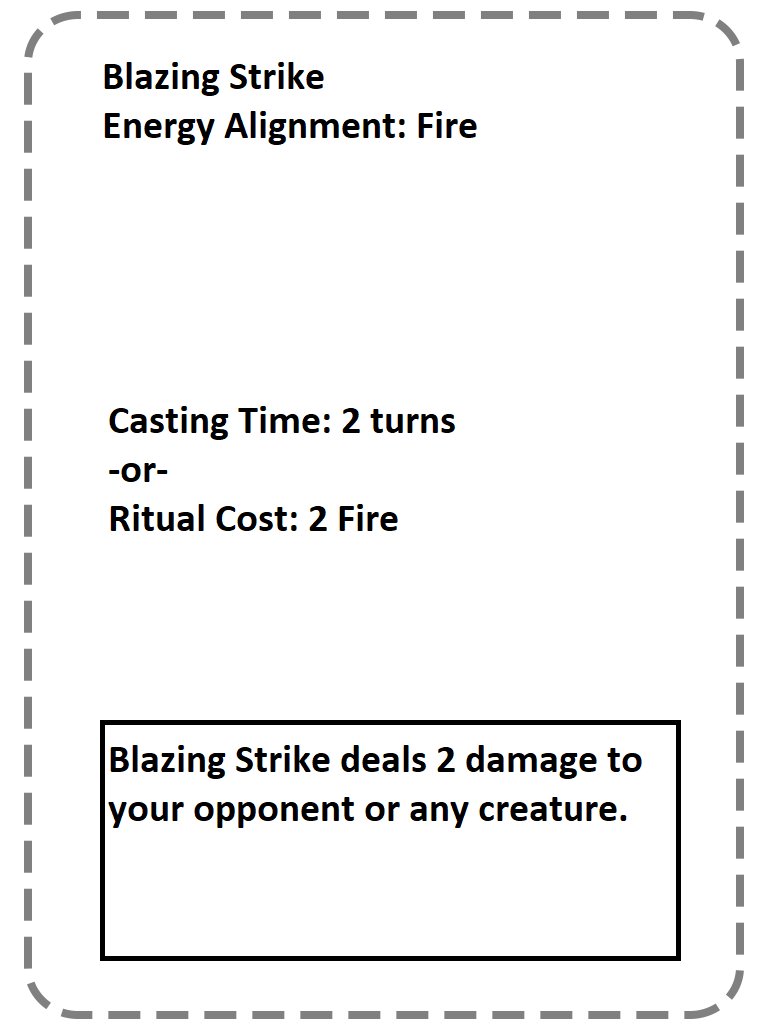 Blazing Strike
Energy Alignment: Fire
Casting Time: 2 turns
-or-
Ritual Cost: 2 Fire
Blazing Strike deals 2 damage to
your opponent or any creature.